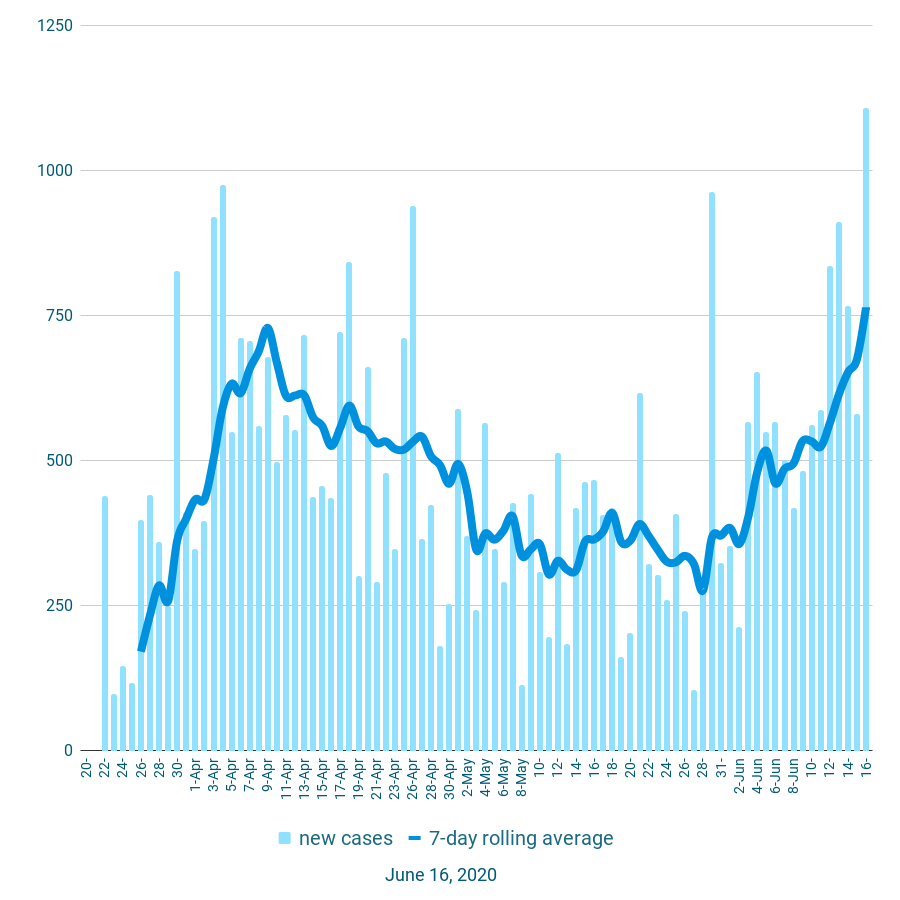 1250
1000
750
500
250
0
20-
22-
24-
26-
28-
30-
1-Apr
3-Apr
5-Apr
7-Apr
9-Apr
11-Apr
13-Apr
15-Apr
17-Apr
19-Apr
21-Apr
23-Apr
26-Apr
28-Apr
30-Apr
2-May
4-May
6-May
8-May
10-
12-
14-
16-
18-
20-
22-
24-
26-
28-
31-
2-Jun
4-Jun
6-Jun
8-Jun
10-
12-
14-
16-
new cases 7-day rolling average
June 16, 2020